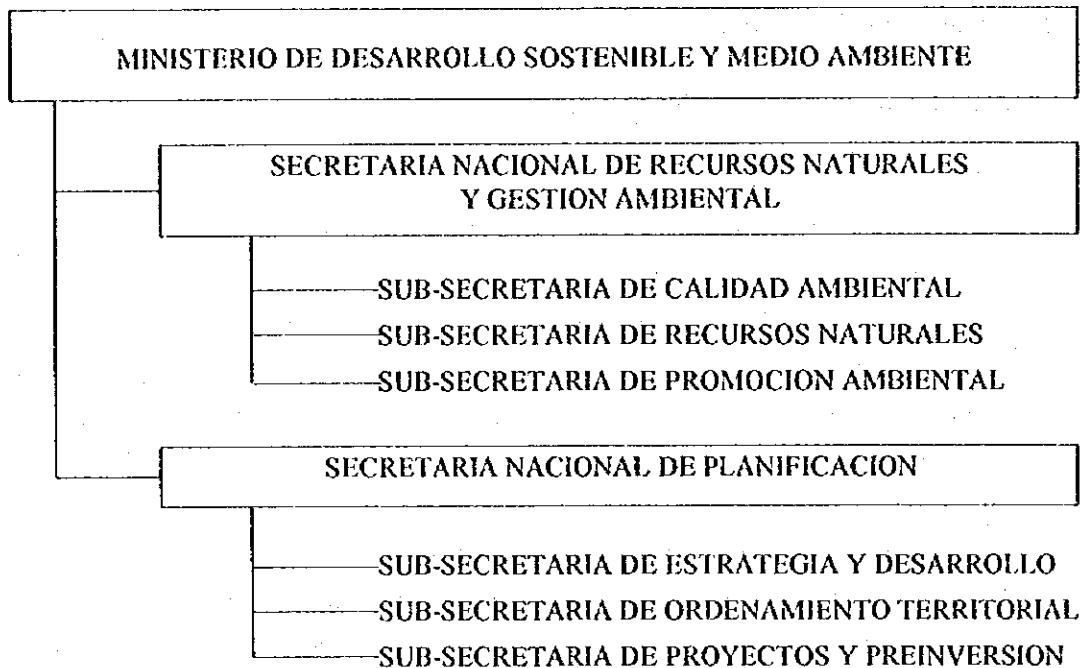 MINISTERIO DE DESARROLLO SOSTENIBLE Y MEDIO AMBIENTE
SECRETARIA NACIONAL DE RECURSOS NATURALES
Y GESTION AMBIENTAL
SUB-SECRETARIA DE CALIDAD AMBIENTAL
SUB-SECRETARIA DE RECURSOS NATURALES
SUB-SECRETARIA DE PROMOCION AMBIENTAL
SECRETARIA NACIONAL DE PLANIFICACION
SUB-SECRETARIA DE ESTRATEGIA Y DESARROLLO
SUB-SECRETARIA DE ORDENAMIENTO TERRITORIAL
SUB-SECRETARIA DE PROYECTOS Y PREINVERSION